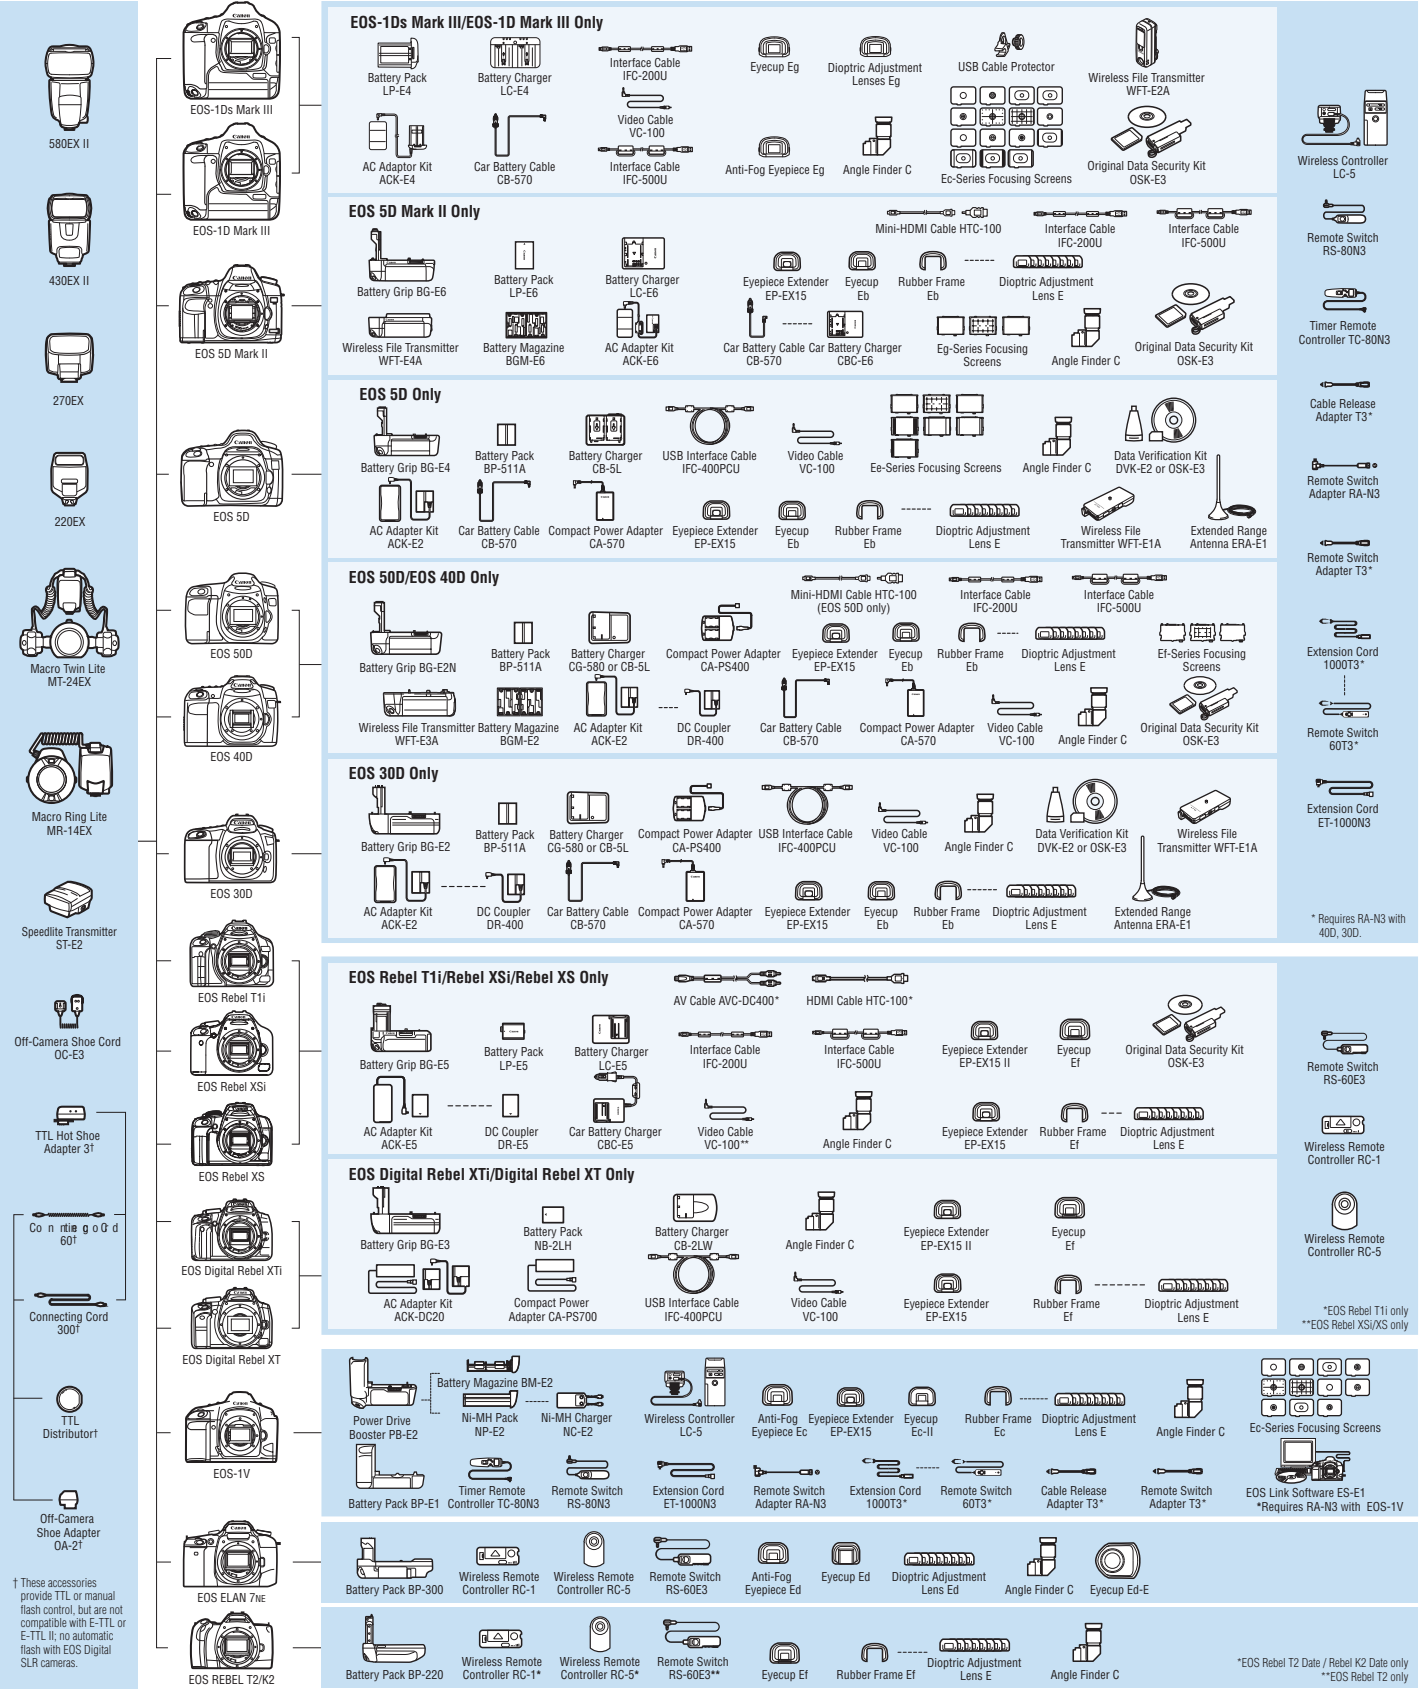 580EX II
430EX II
270EX
220EX
Macro Twin Lite
MT-24EX
Macro Ring Lite
MR-14EX
Speedlite Transmitter
ST-E2
Off-Camera Shoe Cord
OC-E3
TTL Hot Shoe
Adapter 3†
60†
Connecting Cord
300†
TTL
Distributor†
Off-Camera
Shoe Adapter
OA-2†
† These accessories
provide TTL or manual
flash control, but are not
compatible with E-TTL or
E-TTL II; no automatic
flash with EOS Digital
SLR cameras.
EOS-1Ds Mark III
EOS-1D Mark III
EOS 5D Mark II
EOS 5D
EOS 50D
EOS 40D
EOS 30D
EOS Rebel T1i
EOS Rebel XSi
EOS Rebel XS
EOS Digital Rebel XTi
EOS Digital Rebel XT
EOS-1V
EOS ELAN 7NE
EOS REBEL T2/K2
EOS-1Ds Mark III/EOS-1D Mark III Only
Battery Pack
LP-E4
Battery Charger
LC-E4
Interface Cable
IFC-200U
Eyecup Eg
Dioptric Adjustment
Lenses Eg
USB Cable Protector
Wireless File Transmitter
WFT-E2A
Video Cable
VC-100
AC Adaptor Kit
ACK-E4
Car Battery Cable
CB-570
Interface Cable
IFC-500U
Anti-Fog Eyepiece Eg
Angle Finder C
Ec-Series Focusing Screens
Original Data Security Kit
OSK-E3
EOS 5D Mark II Only
Mini-HDMI Cable HTC-100
Interface Cable
IFC-200U
Interface Cable
IFC-500U
Battery Grip BG-E6
Battery Pack
LP-E6
Battery Charger
LC-E6
Eyepiece Extender
EP-EX15
Eyecup
Eb
Rubber Frame
Eb
Dioptric Adjustment
Lens E
Wireless File Transmitter
WFT-E4A
Battery Magazine
BGM-E6
AC Adapter Kit
ACK-E6
Car Battery Cable
CB-570
Car Battery Charger
CBC-E6
Eg-Series Focusing
Screens
Angle Finder C
Original Data Security Kit
OSK-E3
EOS 5D Only
Battery Grip BG-E4
Battery Pack
BP-511A
Battery Charger
CB-5L
USB Interface Cable
IFC-400PCU
Video Cable
VC-100
Ee-Series Focusing Screens
Angle Finder C
Data Verification Kit
DVK-E2 or OSK-E3
AC Adapter Kit
ACK-E2
Car Battery Cable
CB-570
Compact Power Adapter
CA-570
Eyepiece Extender
EP-EX15
Eyecup
Eb
Rubber Frame
Eb
Dioptric Adjustment
Lens E
Wireless File
Transmitter WFT-E1A
Extended Range
Antenna ERA-E1
EOS 50D/EOS 40D Only
Mini-HDMI Cable HTC-100
(EOS 50D only)
Interface Cable
IFC-200U
Interface Cable
IFC-500U
Battery Grip BG-E2N
Battery Pack
BP-511A
Battery Charger
CG-580 or CB-5L
Compact Power Adapter
CA-PS400
Eyepiece Extender
EP-EX15
Eyecup
Eb
Rubber Frame
Eb
Dioptric Adjustment
Lens E
Ef-Series Focusing
Screens
Wireless File Transmitter
WFT-E3A
Battery Magazine
BGM-E2
AC Adapter Kit
ACK-E2
DC Coupler
DR-400
Car Battery Cable
CB-570
Compact Power Adapter
CA-570
Video Cable
VC-100
Angle Finder C
Original Data Security Kit
OSK-E3
EOS 30D Only
Battery Grip BG-E2
Battery Pack
BP-511A
Battery Charger
CG-580 or CB-5L
Compact Power Adapter
CA-PS400
USB Interface Cable
IFC-400PCU
Video Cable
VC-100
Angle Finder C
Data Verification Kit
DVK-E2 or OSK-E3
Wireless File
Transmitter WFT-E1A
AC Adapter Kit
ACK-E2
DC Coupler
DR-400
Car Battery Cable
CB-570
Compact Power Adapter
CA-570
Eyepiece Extender
EP-EX15
Eyecup
Eb
Rubber Frame
Eb
Dioptric Adjustment
Lens E
Extended Range
Antenna ERA-E1
Wireless Controller
LC-5
Remote Switch
RS-80N3
Timer Remote
Controller TC-80N3
Cable Release
Adapter T3*
Remote Switch
Adapter RA-N3
Remote Switch
Adapter T3*
Extension Cord
1000T3*
Remote Switch
60T3*
Extension Cord
ET-1000N3
* Requires RA-N3 with
40D, 30D.
EOS Rebel T1i/Rebel XSi/Rebel XS Only
AV Cable AVC-DC400*
HDMI Cable HTC-100*
Battery Grip BG-E5
Battery Pack
LP-E5
Battery Charger
LC-E5
Interface Cable
IFC-200U
Interface Cable
IFC-500U
Eyepiece Extender
EP-EX15 II
Eyecup
Ef
Original Data Security Kit
OSK-E3
AC Adapter Kit
ACK-E5
DC Coupler
DR-E5
Car Battery Charger
CBC-E5
Video Cable
VC-100**
Angle Finder C
Eyepiece Extender
EP-EX15
Rubber Frame
Ef
Dioptric Adjustment
Lens E
EOS Digital Rebel XTi/Digital Rebel XT Only
Battery Grip BG-E3
Battery Pack
NB-2LH
Battery Charger
CB-2LW
Angle Finder C
Eyepiece Extender
EP-EX15 II
Eyecup
Ef
AC Adapter Kit
ACK-DC20
Compact Power
Adapter CA-PS700
USB Interface Cable
IFC-400PCU
Video Cable
VC-100
Eyepiece Extender
EP-EX15
Rubber Frame
Ef
Dioptric Adjustment
Lens E
Remote Switch
RS-60E3
Wireless Remote
Controller RC-1
Wireless Remote
Controller RC-5
*EOS Rebel T1i only
**EOS Rebel XSi/XS only
Power Drive
Booster PB-E2
Battery Magazine BM-E2
Ni-MH Pack
NP-E2
Ni-MH Charger
NC-E2
Wireless Controller
LC-5
Anti-Fog
Eyepiece Ec
Eyepiece Extender
EP-EX15
Eyecup
Ec-II
Rubber Frame
Ec
Dioptric Adjustment
Lens E
Angle Finder C
Ec-Series Focusing Screens
Battery Pack BP-E1
Timer Remote
Controller TC-80N3
Remote Switch
RS-80N3
Extension Cord
ET-1000N3
Remote Switch
Adapter RA-N3
Extension Cord
1000T3*
Remote Switch
60T3*
Cable Release
Adapter T3*
Remote Switch
Adapter T3*
EOS Link Software ES-E1
*Requires RA-N3 with EOS-1V
Battery Pack BP-300
Wireless Remote
Controller RC-1
Wireless Remote
Controller RC-5
Remote Switch
RS-60E3
Anti-Fog
Eyepiece Ed
Eyecup Ed
Dioptric Adjustment
Lens Ed
Angle Finder C
Eyecup Ed-E
Battery Pack BP-220
Wireless Remote
Controller RC-1*
Wireless Remote
Controller RC-5*
Remote Switch
RS-60E3**
Eyecup Ef
Rubber Frame Ef
Dioptric Adjustment
Lens E
Angle Finder C
*EOS Rebel T2 Date / Rebel K2 Date only
**EOS Rebel T2 only